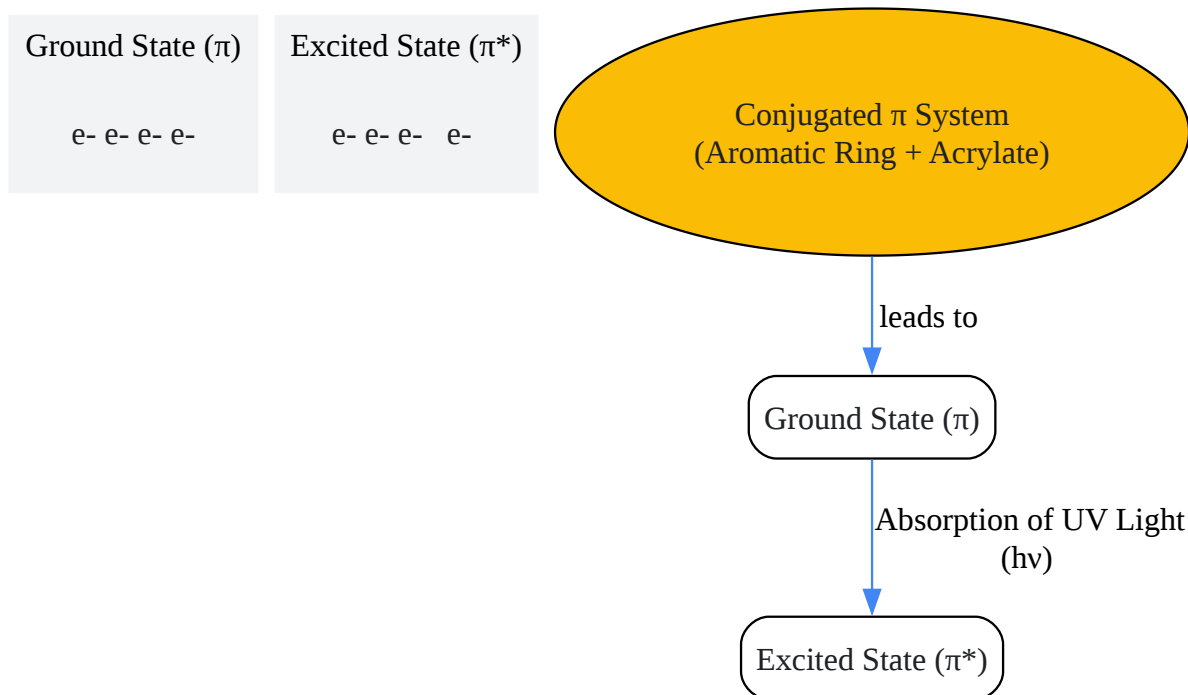 Ground State (π)
e- e- e- e-
Excited State (π*)
e- e- e-   e-
Conjugated π System
(Aromatic Ring + Acrylate)
leads to
Ground State (π)
Absorption of UV Light
(hν)
Excited State (π*)